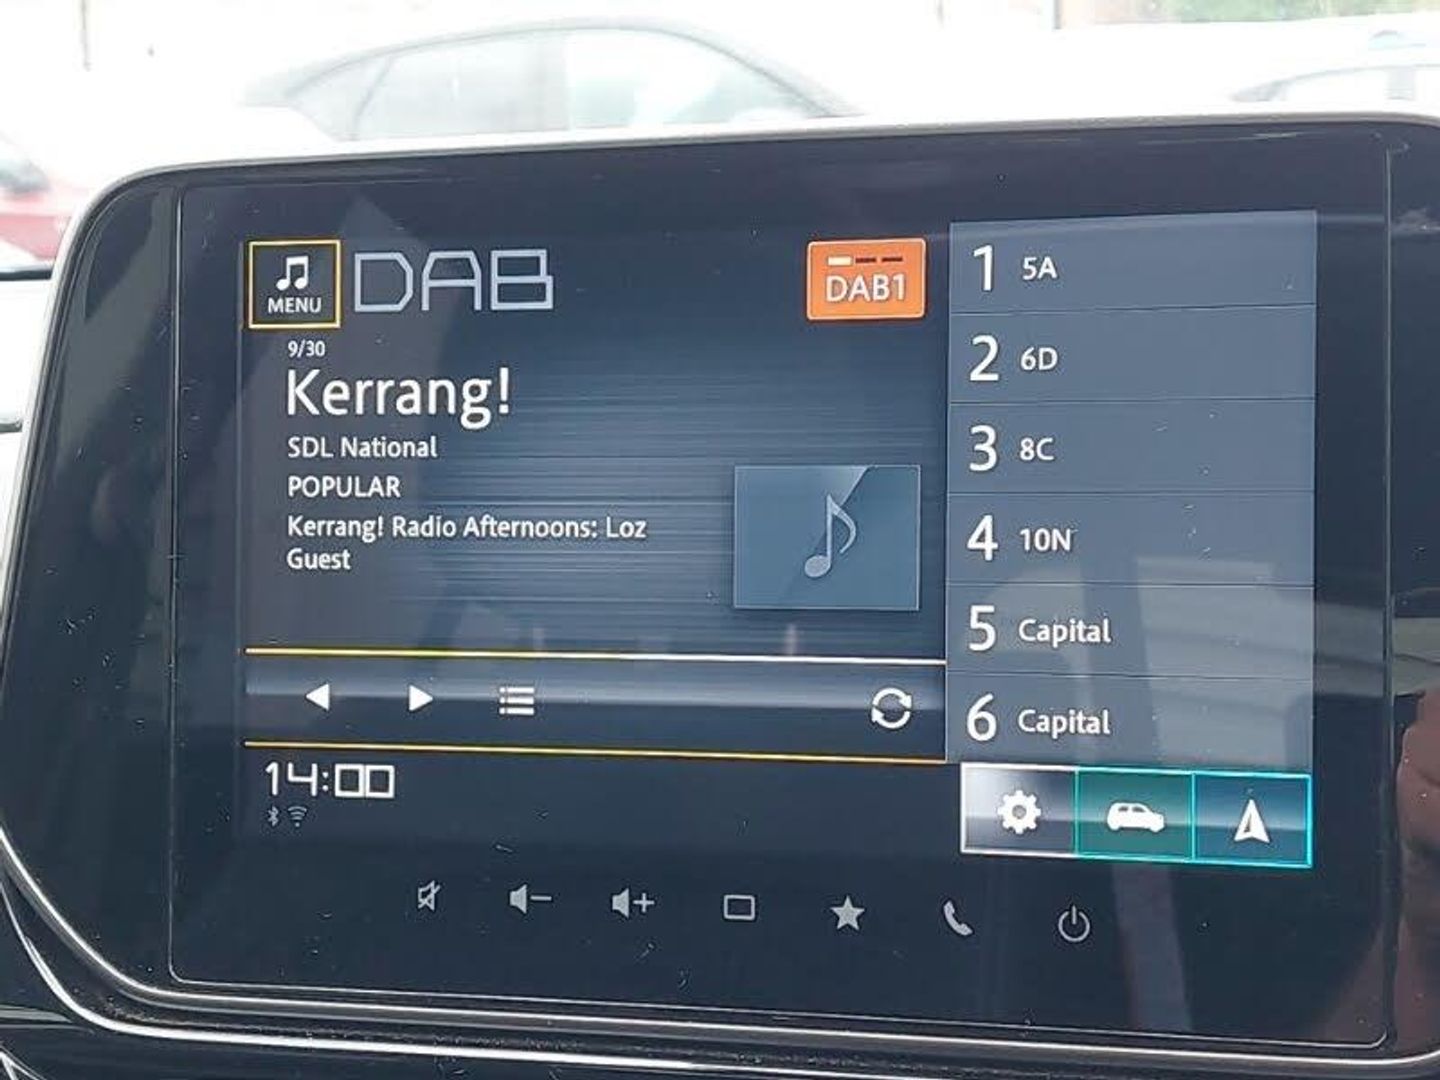 MENU
DAB
DAB1
9/30
Kerrang!
SDL National
POPULAR
Kerrang! Radio Afternoons: Loz
Guest
14:00
1 5A
2 6D
3 8C
4 10N
5 Capital
6 Capital